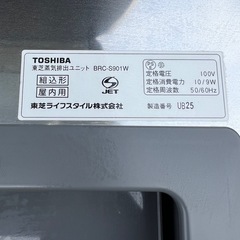 TOSHIBA
東芝蒸気排出ユニット BRC-S901W
組込形
屋内用
S
JET
東芝ライフスタイル株式会社
定格電圧 100V
定格消費電力 10/9W
定格周波数 50/60Hz
製造番号 UB25